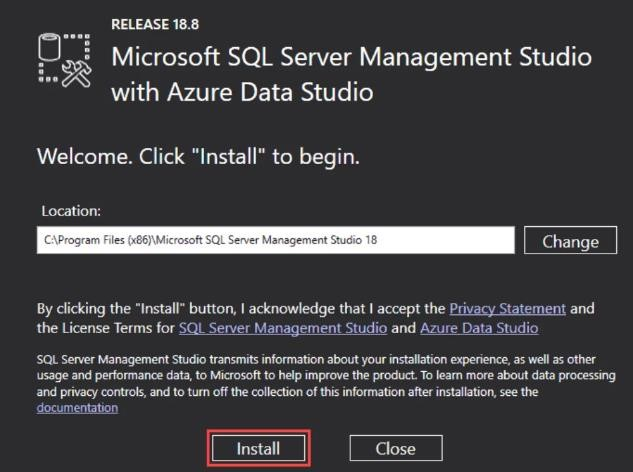 RELEASE 18.8
Microsoft SQL Server Management Studio
with Azure Data Studio
Welcome. Click "Install" to begin.
Location:
C:\Program Files (x86)\Microsoft SQL Server Management Studio 18
Change
By clicking the "Install" button, I acknowledge that I accept the Privacy Statement and
the License Terms for SQL Server Management Studio and Azure Data Studio
SQL Server Management Studio transmits information about your installation experience, as well as other
usage and performance data, to Microsoft to help improve the product. To learn more about data processing
and privacy controls, and to turn off the collection of this information after installation, see the
documentation
Install
Close